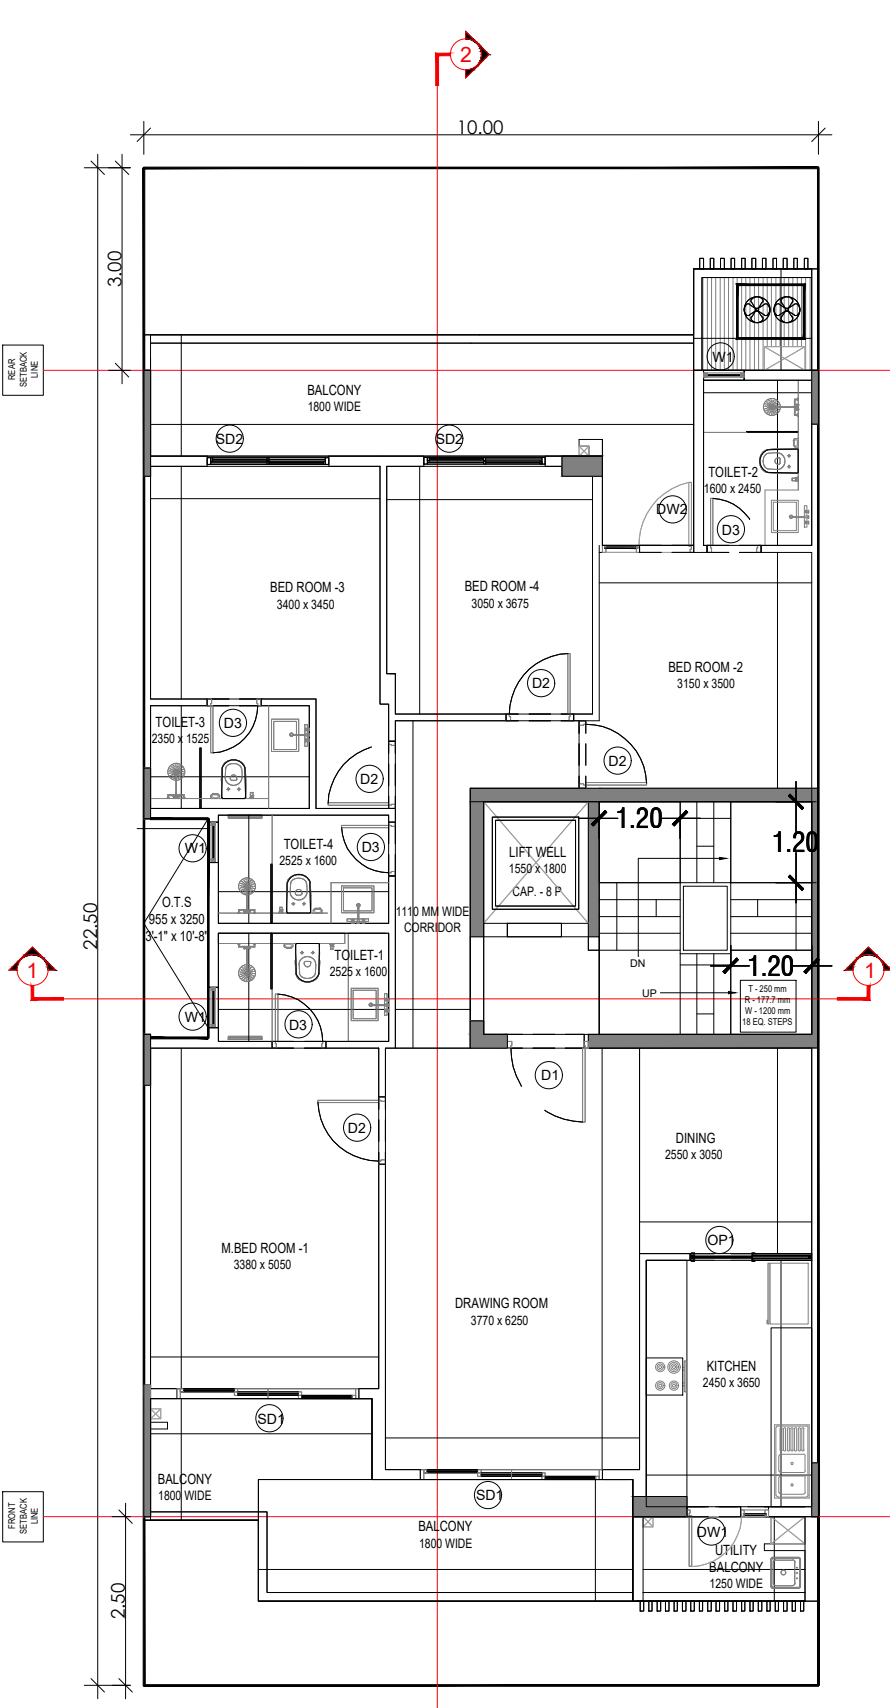 2
10.00
3.00
REAR
SETBACK
LINE
W1
BALCONY
1800 WIDE
SD2
SD2
TOILET-2
1600 x 2450
DW2
D3
BED ROOM -3
3400 x 3450
BED ROOM -4
3050 x 3675
BED ROOM -2
3150 x 3500
D2
TOILET-3
2350 x 1525
D3
D2
D2
1.20
1.20
W1
TOILET-4
2525 x 1600
D3
LIFT WELL
1550 x 1800
CAP. - 8 P
O.T.S
955 x 3250
3'-1" x 10'-8"
1110 MM WIDE
CORRIDOR
22.50
TOILET-1
2525 x 1600
DN
1.20
1
1
UP
T - 250 mm
R - 177.7 mm
W - 1200 mm
18 EQ. STEPS
W1
D3
D1
D2
DINING
2550 x 3050
OP1
M.BED ROOM -1
3380 x 5050
DRAWING ROOM
3770 x 6250
KITCHEN
2450 x 3650
SD1
BALCONY
1800 WIDE
SD1
FRONT
SETBACK
LINE
BALCONY
1800 WIDE
DW1
UTILITY
BALCONY
1250 WIDE
2.50